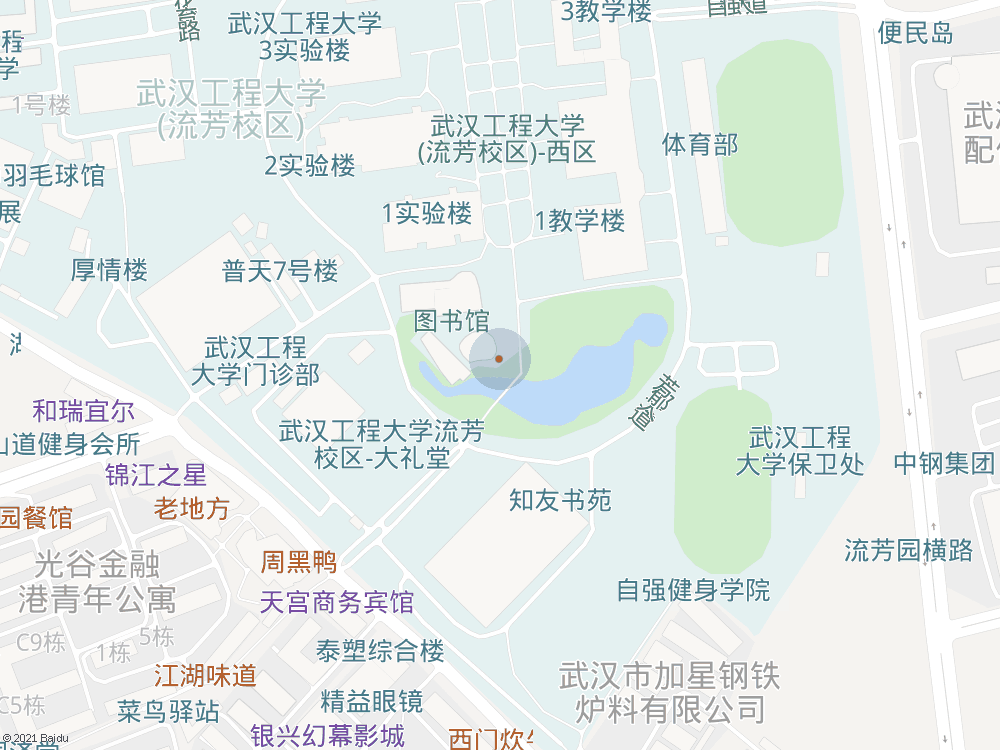 武汉工程大学
3实验楼
3教学楼
便民岛
1号楼
武汉工程大学
(流芳校区)
武汉工程大学
(流芳校区)-西区
体育部
2实验楼
羽毛球馆
1实验楼
1教学楼
厚情楼
普天7号楼
图书馆
武汉工程
大学门诊部
鄀道
和瑞宜尔
山道健身会所
武汉工程大学流芳
校区-大礼堂
武汉工程
大学保卫处
中钢集团
锦江之星
老地方
知友书苑
园餐馆
光谷金融
港青年公寓
周黑鸭
流芳园横路
天宫商务宾馆
自强健身学院
C9栋
1栋
5栋
泰塑综合楼
江湖味道
武汉市加星钢铁
炉料有限公司
C5栋
菜鸟驿站
精益眼镜
银兴幻幕影城
西门炊
© 2021 Baidu